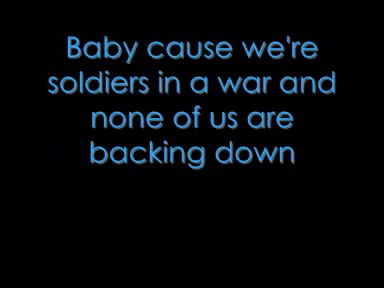 Baby cause we're
soldiers in a war and
none of us are
backing down